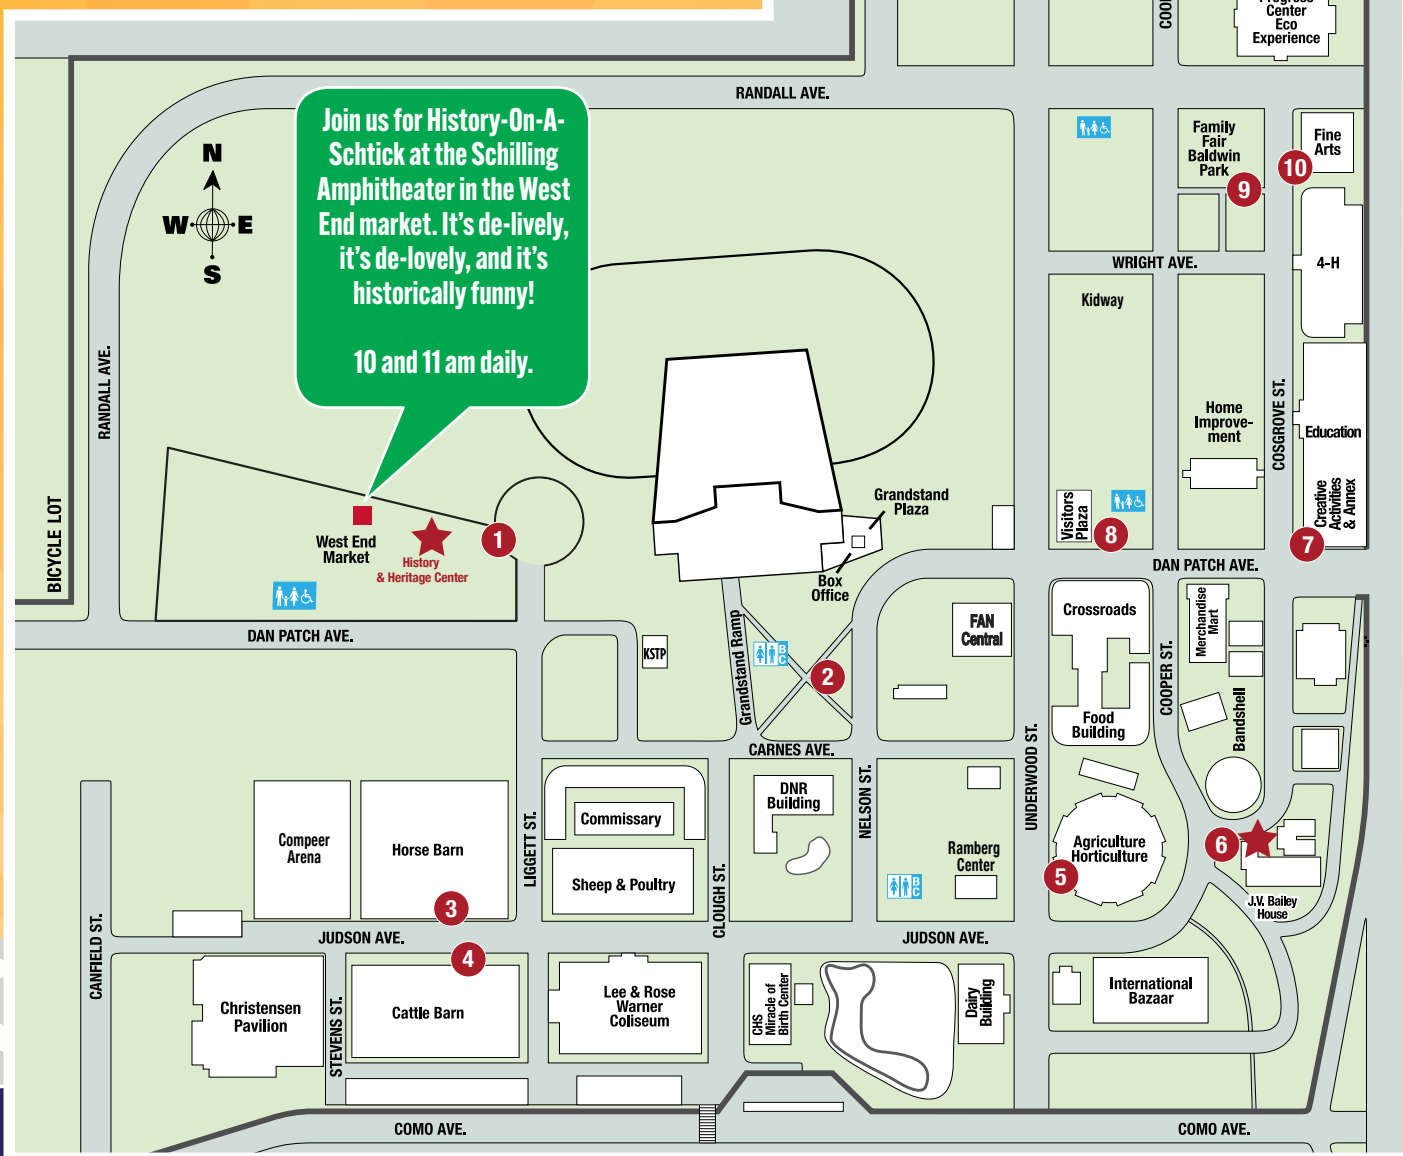 Progress
Center
Eco
Experience
RANDALL AVE.
Join us for History-On-A-
Schtick at the Schilling
Amphitheater in the West
End market. It's de-lively,
it's de-lovely, and it's
historically funny!
10 and 11 am daily.
N
W
E
S
Family
Fair
Baldwin
Park
9
Fine
Arts
10
WRIGHT AVE.
4-H
Kidway
RANDALL AVE.
BICYCLE LOT
Home
Improve-
ment
COSGROVE ST.
Education
Creative
Activities
& Annex
7
Grandstand
Plaza
Box
Office
Visitors
Plaza
8
West End
Market
History
& Heritage Center
1
DAN PATCH AVE.
DAN PATCH AVE.
KSTP
Grandstand Ramp
B
C
2
FAN
Central
Crossroads
Merchandise
Mart
COOPER ST.
Food
Building
Bandshell
UNDERWOOD ST.
CARNES AVE.
NELSON ST.
DNR
Building
Commissary
Sheep & Poultry
LIGGETT ST.
CLOUGH ST.
Compeer
Arena
Horse Barn
3
Ramberg
Center
B
C
Agriculture
Horticulture
5
6
J.V. Bailey
House
CANFIELD ST.
JUDSON AVE.
JUDSON AVE.
4
Christensen
Pavilion
STEVENS ST.
Cattle Barn
Lee & Rose
Warner
Coliseum
CHS
Miracle of
Birth Center
Dairy
Building
International
Bazaar
COMO AVE.
COMO AVE.